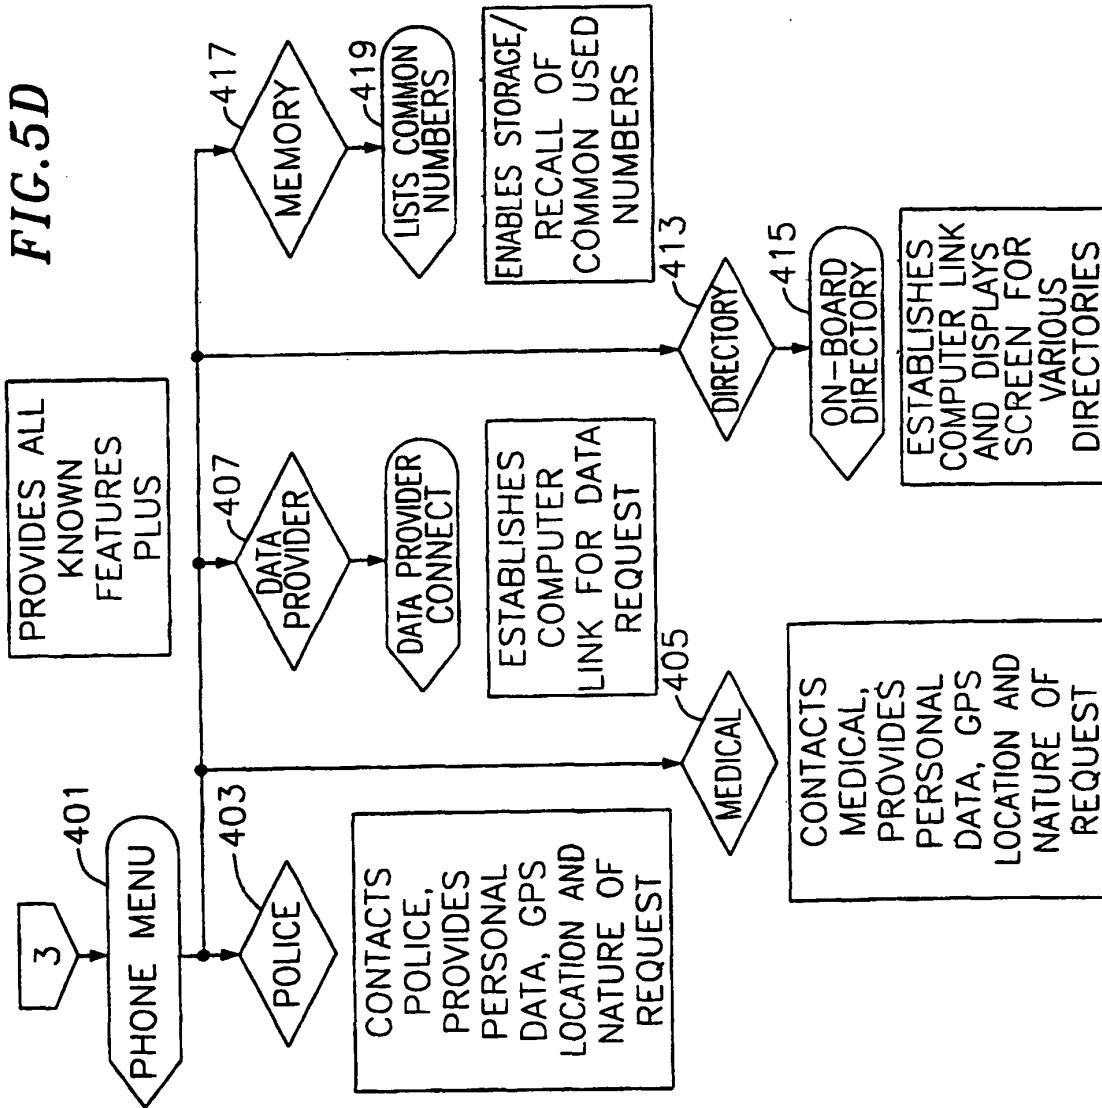 FIG.5D
3
PHONE MENU
401
PROVIDES ALL
KNOWN
FEATURES
PLUS
POLICE
403
CONTACTS
POLICE,
PROVIDES
PERSONAL
DATA, GPS
LOCATION AND
NATURE OF
REQUEST
MEDICAL
405
CONTACTS
MEDICAL,
PROVIDES
PERSONAL
DATA, GPS
LOCATION AND
NATURE OF
REQUEST
DATA
PROVIDER
407
DATA PROVIDER
CONNECT
ESTABLISHES
COMPUTER
LINK FOR DATA
REQUEST
DIRECTORY
413
ON-BOARD
DIRECTORY
415
ESTABLISHES
COMPUTER LINK
AND DISPLAYS
SCREEN FOR
VARIOUS
DIRECTORIES
MEMORY
417
LISTS COMMON
NUMBERS
419
ENABLES STORAGE/
RECALL OF
COMMON USED
NUMBERS